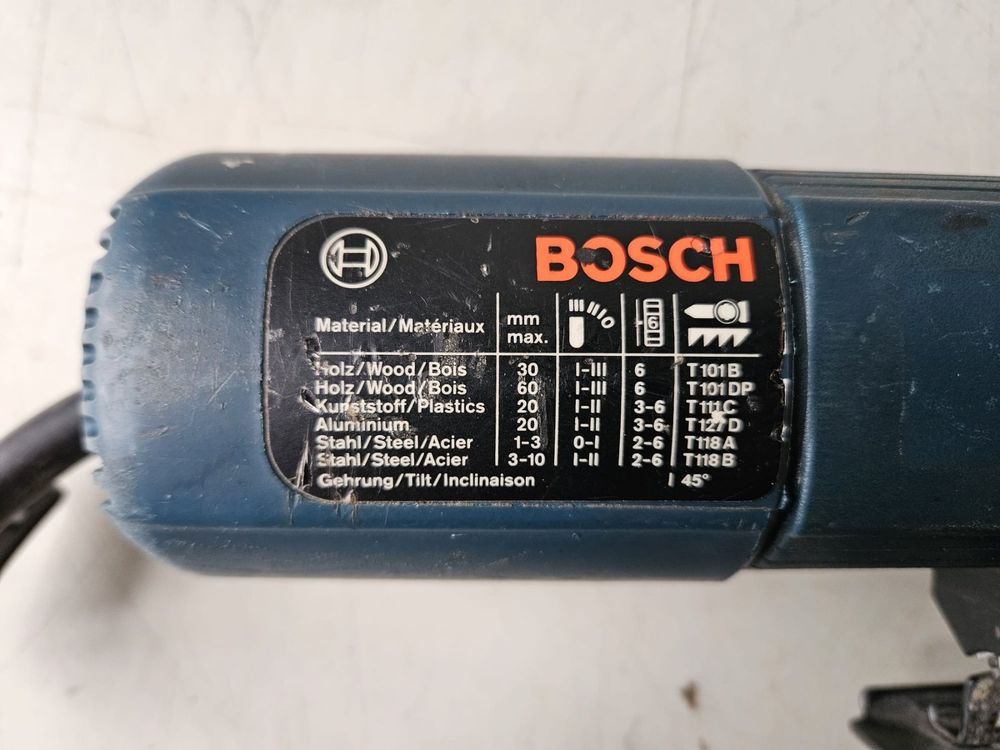 BOSCH
Material/Matériaux mm max. 6
Holz/Wood/Bois 30 I-III 6 T101B
Holz/Wood/Bois 60 I-III 6 T101DP
Kunststoff/Plastics 20 I-II 3-6 T111C
Aluminium 20 I-II 3-6 T127D
Stahl/Steel/Acier 1-3 0-I 2-6 T118A
Stahl/Steel/Acier 3-10 I-II 2-6 T118B
Gehrung/Tilt/Inclinaison I 45°